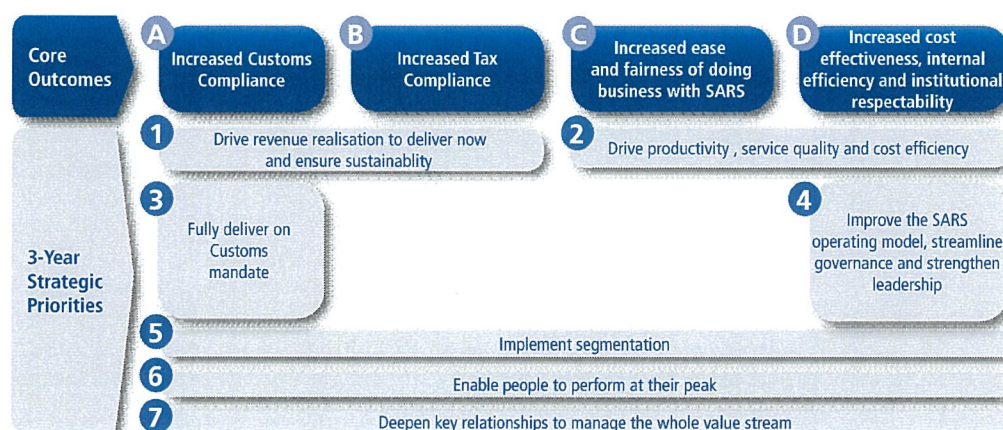 Core
Outcomes
A
Increased Customs
Compliance
B
Increased Tax
Compliance
C
Increased ease
and fairness of doing
business with SARS
D
Increased cost
effectiveness, internal
efficiency and institutional
respectability
3-Year
Strategic
Priorities
1
Drive revenue realisation to deliver now
and ensure sustainablity
2
Drive productivity , service quality and cost efficiency
3
Fully deliver on
Customs
mandate
4
Improve the SARS
operating model, streamline
governance and strengthen
leadership
5
Implement segmentation
6
Enable people to perform at their peak
7
Deepen key relationships to manage the whole value stream